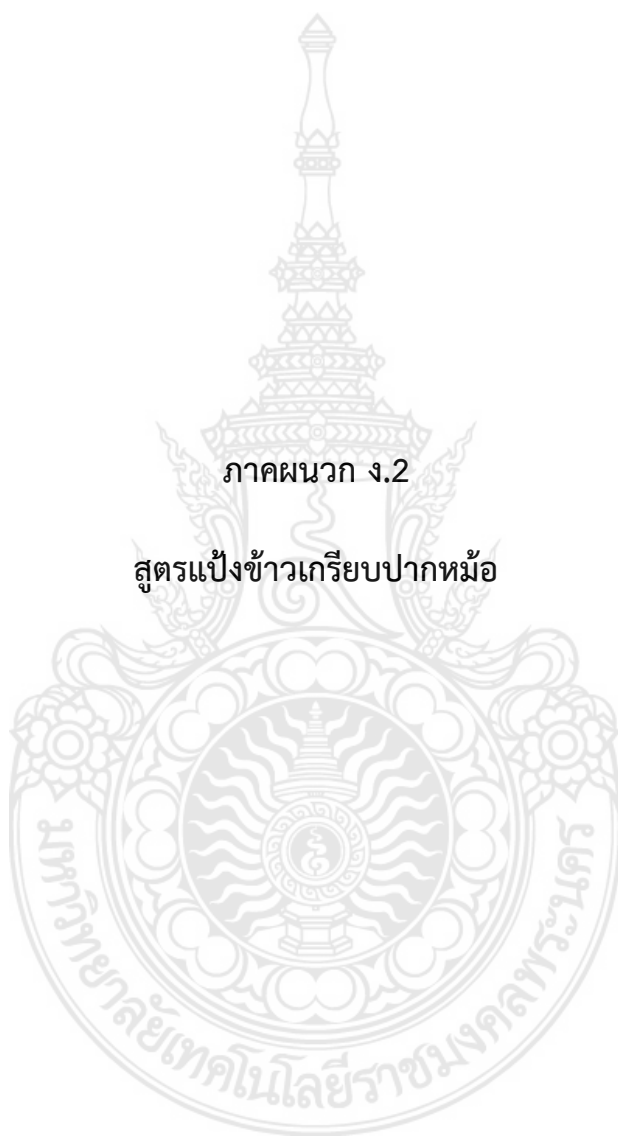 ภาคผนวก ง.2
สูตรแป้งข้าวเกรียบปากหม้อ
มหาวิทยาลัยเทคโนโลยีราชมงคลพระนคร